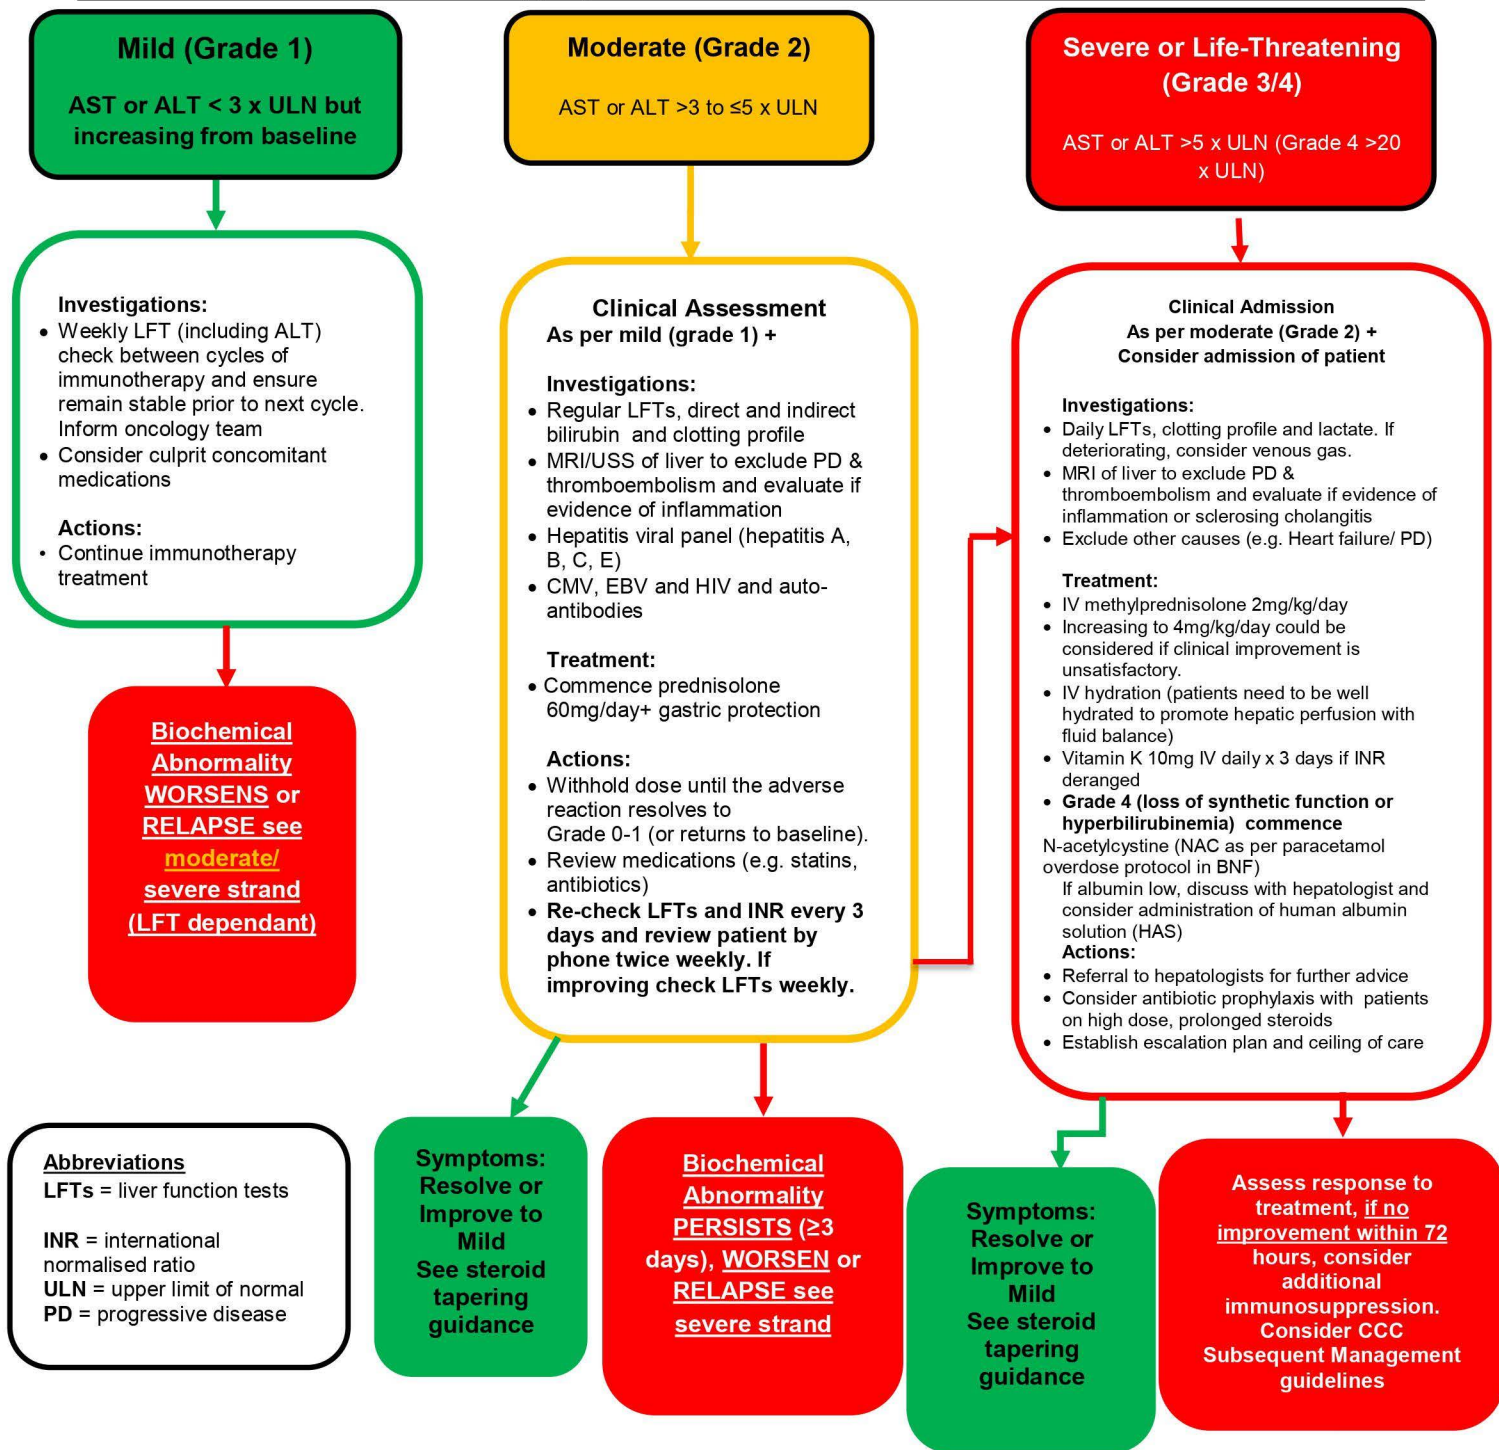 Mild (Grade 1)
AST or ALT < 3 x ULN but
increasing from baseline
Investigations:
• Weekly LFT (including ALT)
check between cycles of
immunotherapy and ensure
remain stable prior to next cycle.
Inform oncology team
• Consider culprit concomitant
medications
Actions:
• Continue immunotherapy
treatment
Biochemical
Abnormality
WORSENS or
RELAPSE see
moderate/
severe strand
(LFT dependant)
Abbreviations
LFTs = liver function tests
INR = international
normalised ratio
ULN = upper limit of normal
PD = progressive disease
Moderate (Grade 2)
AST or ALT >3 to ≤5 x ULN
Clinical Assessment
As per mild (grade 1) +
Investigations:
• Regular LFTs, direct and indirect
bilirubin and clotting profile
• MRI/USS of liver to exclude PD &
thromboembolism and evaluate if
evidence of inflammation
• Hepatitis viral panel (hepatitis A,
B, C, E)
• CMV, EBV and HIV and auto-
antibodies
Treatment:
• Commence prednisolone
60mg/day+ gastric protection
Actions:
• Withhold dose until the adverse
reaction resolves to
Grade 0-1 (or returns to baseline).
• Review medications (e.g. statins,
antibiotics)
• Re-check LFTs and INR every 3
days and review patient by
phone twice weekly. If
improving check LFTs weekly.
Symptoms:
Resolve or
Improve to
Mild
See steroid
tapering
guidance
Biochemical
Abnormality
PERSISTS (≥3
days), WORSEN or
RELAPSE see
severe strand
Severe or Life-Threatening
(Grade 3/4)
AST or ALT >5 x ULN (Grade 4 >20
x ULN)
Clinical Admission
As per moderate (Grade 2) +
Consider admission of patient
Investigations:
• Daily LFTs, clotting profile and lactate. If
deteriorating, consider venous gas.
• MRI of liver to exclude PD &
thromboembolism and evaluate if evidence of
inflammation or sclerosing cholangitis
• Exclude other causes (e.g. Heart failure/ PD)
Treatment:
• IV methylprednisolone 2mg/kg/day
• Increasing to 4mg/kg/day could be
considered if clinical improvement is
unsatisfactory.
• IV hydration (patients need to be well
hydrated to promote hepatic perfusion with
fluid balance)
• Vitamin K 10mg IV daily x 3 days if INR
deranged
• Grade 4 (loss of synthetic function or
hyperbilirubinemia) commence
N-acetylcystine (NAC as per paracetamol
overdose protocol in BNF)
If albumin low, discuss with hepatologist and
consider administration of human albumin
solution (HAS)
Actions:
• Referral to hepatologists for further advice
• Consider antibiotic prophylaxis with patients
on high dose, prolonged steroids
• Establish escalation plan and ceiling of care
Symptoms:
Resolve or
Improve to
Mild
See steroid
tapering
guidance
Assess response to
treatment, if no
improvement within 72
hours, consider
additional
immunosuppression.
Consider CCC
Subsequent Management
guidelines